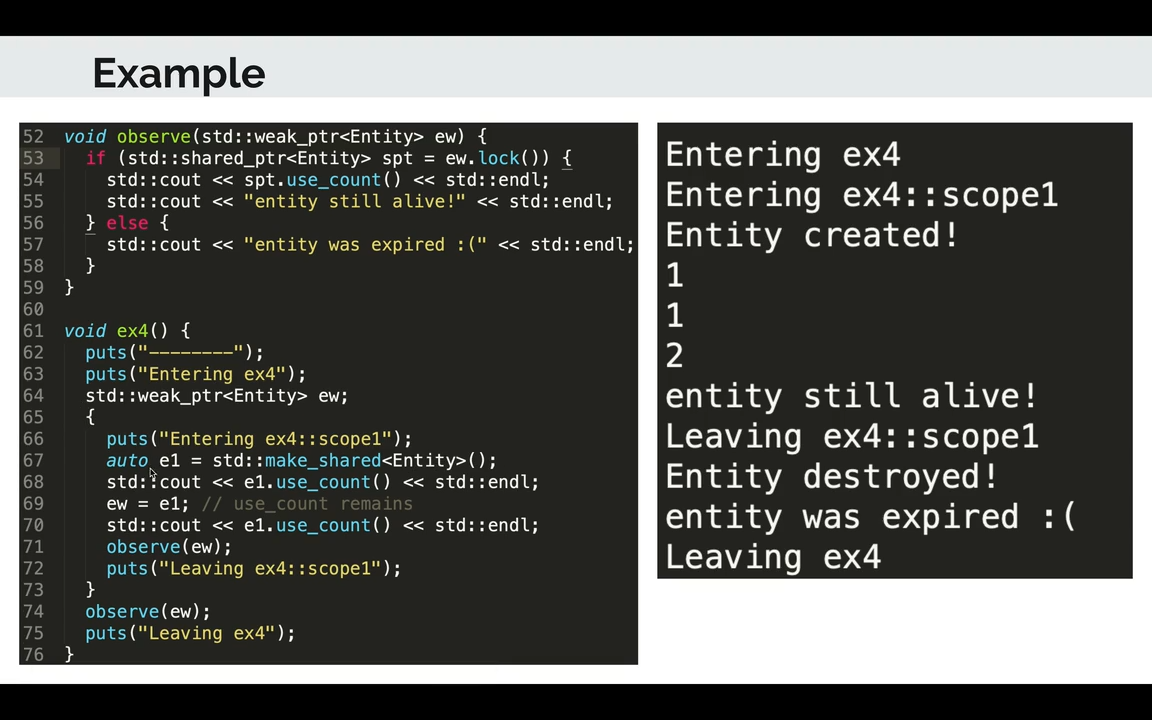 Example
52 void observe(std::weak_ptr<Entity> ew) {
53   if (std::shared_ptr<Entity> spt = ew.lock()) {
54     std::cout << spt.use_count() << std::endl;
55     std::cout << "entity still alive!" << std::endl;
56   } else {
57     std::cout << "entity was expired :(" << std::endl;
58   }
59 }
60
61 void ex4() {
62   puts("--------");
63   puts("Entering ex4");
64   std::weak_ptr<Entity> ew;
65   {
66     puts("Entering ex4::scope1");
67     auto e1 = std::make_shared<Entity>();
68     std::cout << e1.use_count() << std::endl;
69     ew = e1; // use_count remains
70     std::cout << e1.use_count() << std::endl;
71     observe(ew);
72     puts("Leaving ex4::scope1");
73   }
74   observe(ew);
75   puts("Leaving ex4");
76 }
Entering ex4
Entering ex4::scope1
Entity created!
1
1
2
entity still alive!
Leaving ex4::scope1
Entity destroyed!
entity was expired :(
Leaving ex4